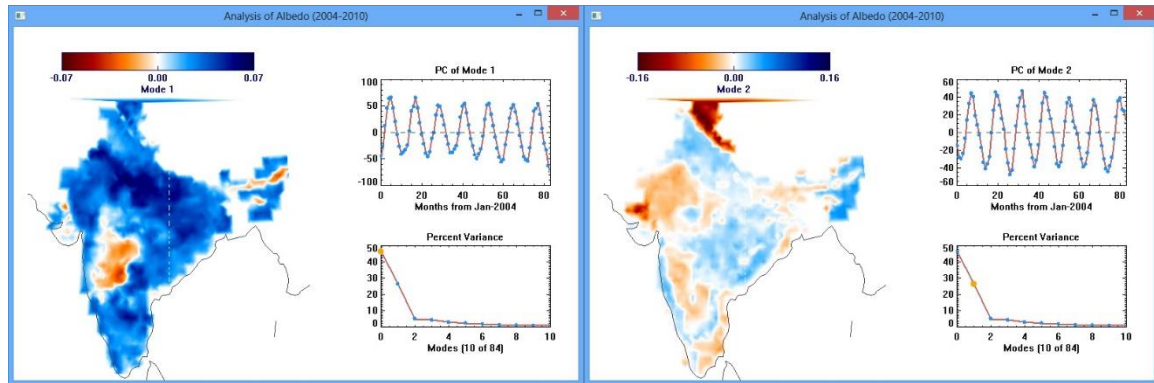 Analysis of Albedo (2004-2010)
-0.07 0.00 0.07
Mode 1
PC of Mode 1
100
50
0
-50
-100
0 20 40 60 80
Months from Jan-2004
Percent Variance
50
40
30
20
10
0
0 2 4 6 8 10
Modes (10 of 84)
Analysis of Albedo (2004-2010)
-0.16 0.00 0.16
Mode 2
PC of Mode 2
60
40
20
0
-20
-40
-60
0 20 40 60 80
Months from Jan-2004
Percent Variance
50
40
30
20
10
0
0 2 4 6 8 10
Modes (10 of 84)